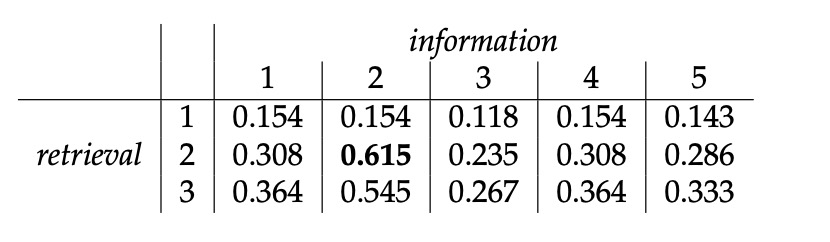 information
1 2 3 4 5
1 0.154 0.154 0.118 0.154 0.143
retrieval 2 0.308 0.615 0.235 0.308 0.286
3 0.364 0.545 0.267 0.364 0.333